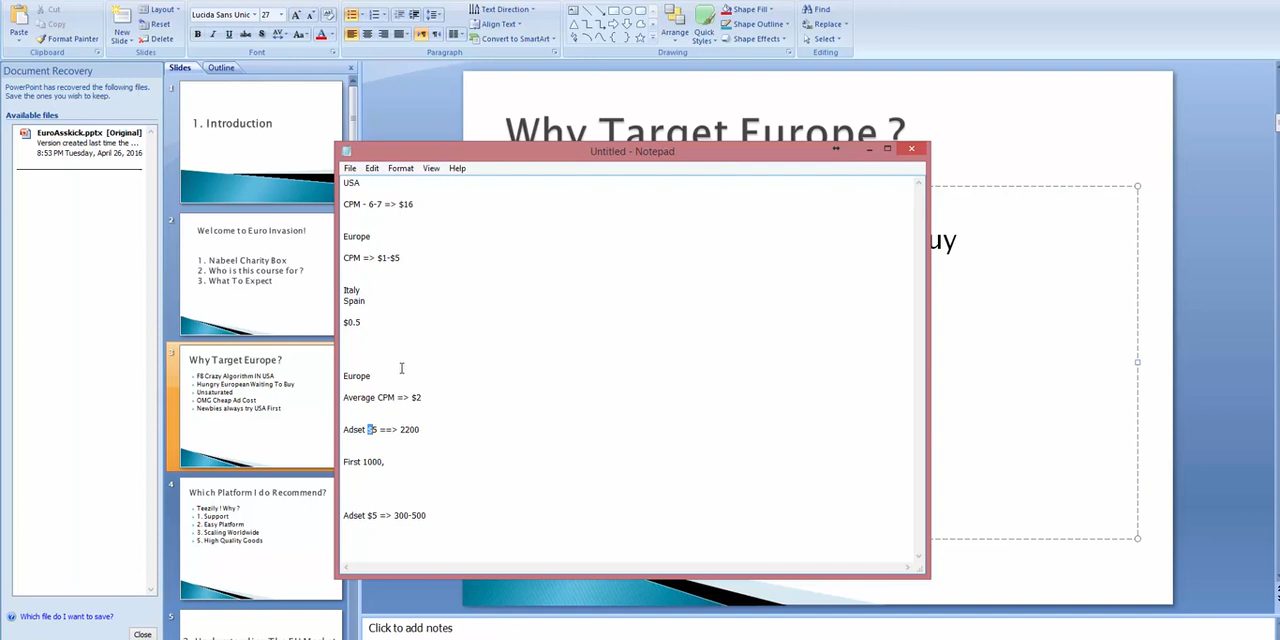 Paste
Cut
Copy
Format Painter
Clipboard
New
Slide
Layout
Reset
Delete
Slides
Lucida Sans Unic
27
Font
Paragraph
Text Direction
Align Text
Convert to SmartArt
Arrange
Quick
Styles
Shape Fill
Shape Outline
Shape Effects
Drawing
Find
Replace
Select
Editing
Document Recovery
PowerPoint has recovered the following files.
Save the ones you wish to keep.
Available files
EuroAsskick.pptx [Original]
Version created last time the ...
8:53 PM Tuesday, April 26, 2016
Which file do I want to save?
Close
Slides
Outline
1
1. Introduction
2
Welcome to Euro Invasion!
1. Nabeel Charity Box
2. Who is this course for ?
3. What To Expect
3
Why Target Europe ?
FB Crazy Algorithm IN USA
Hungry European Waiting To Buy
Unsaturated
OMG Cheap Ad Cost
Newbies always try USA First
4
Which Platform I do Recommend?
Teezily ! Why ?
1. Support
2. Easy Platform
3. Scaling Worldwide
5. High Quality Goods
5
Why Target Europe ?
uy
Untitled - Notepad
File Edit Format View Help
USA
CPM - 6-7 => $16
Europe
CPM => $1-$5
Italy
Spain
$0.5
Europe
Average CPM => $2
Adset $5 ==> 2200
First 1000,
Adset $5 => 300-500
Click to add notes